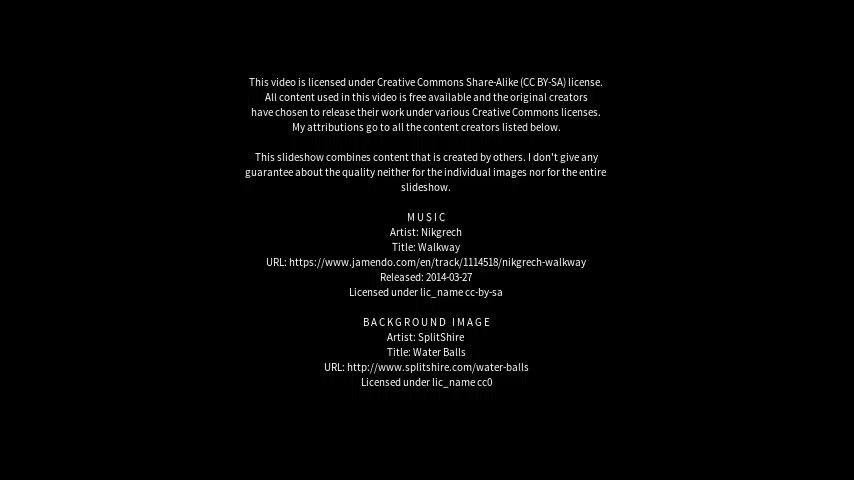 This video is licensed under Creative Commons Share-Alike (CC BY-SA) license.
All content used in this video is free available and the original creators
have chosen to release their work under various Creative Commons licenses.
My attributions go to all the content creators listed below.
This slideshow combines content that is created by others. I don't give any
guarantee about the quality neither for the individual images nor for the entire
slideshow.
MUSIC
Artist: Nikgrech
Title: Walkway
URL: https://www.jamendo.com/en/track/1114518/nikgrech-walkway
Released: 2014-03-27
Licensed under lic_name cc-by-sa
BACKGROUND IMAGE
Artist: SplitShire
Title: Water Balls
URL: http://www.splitshire.com/water-balls
Licensed under lic_name cc0